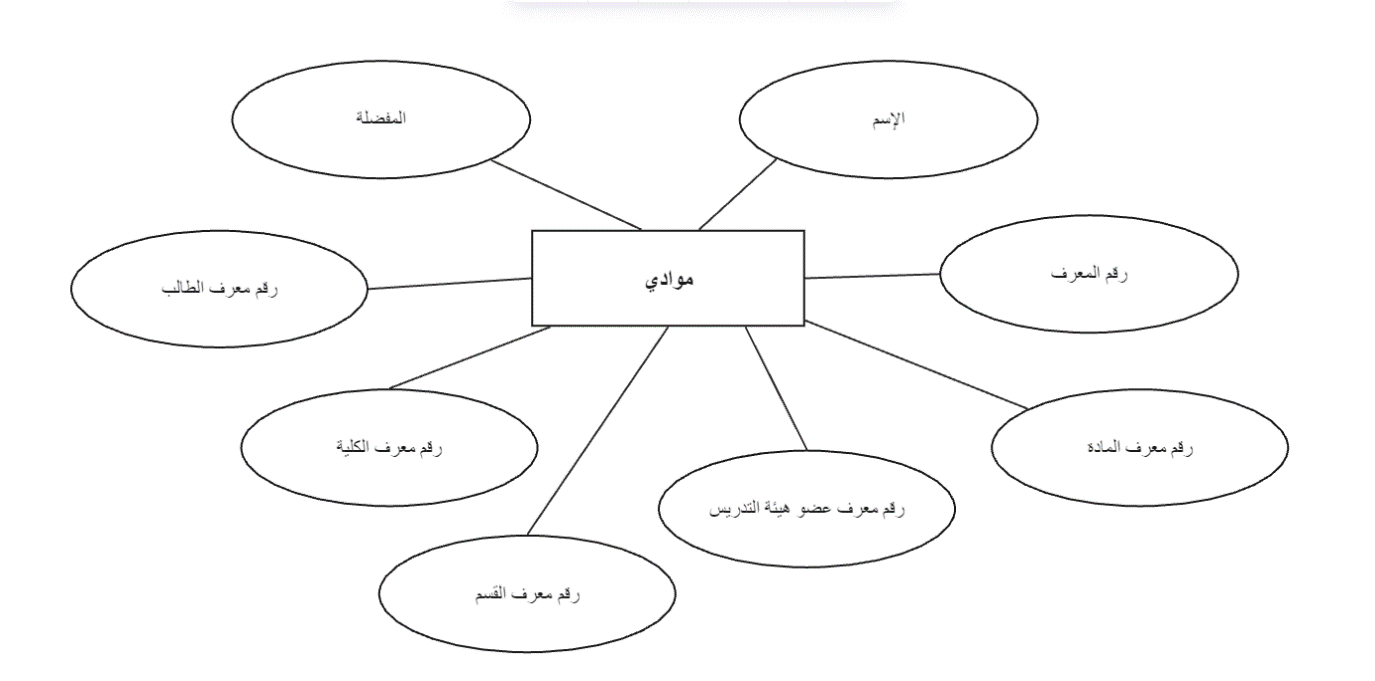 الإسم
المفضلة
موادي
رقم المعرف
رقم معرف الطالب
رقم معرف المادة
رقم معرف الكلية
رقم معرف عضو هيئة التدريس
رقم معرف القسم